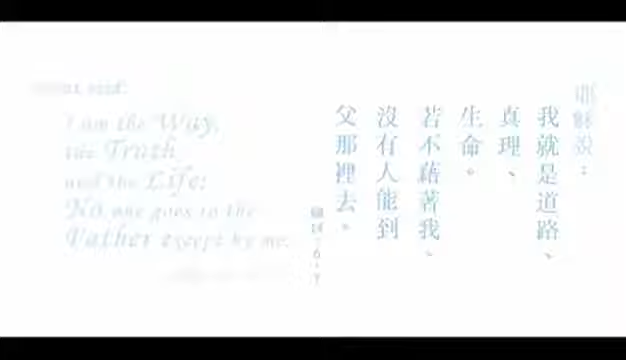 I am the Way,
the Truth
and the Life;
No one goes to the
Father except by me.
耶穌說：
我就是道路、
真理、
生命。
若不藉著我、
沒有人能到
父那裡去。